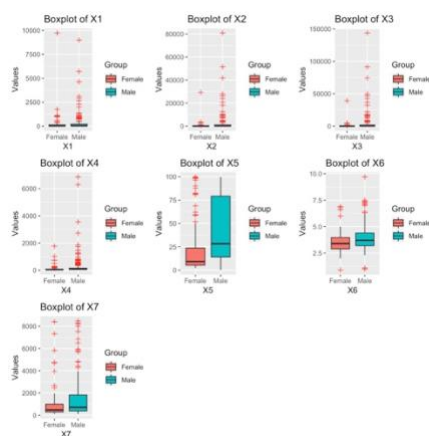 Boxplot of X1
Values
10000
7500
5000
2500
0
Female Male
X1
Group
Female
Male
Boxplot of X2
Values
80000
60000
40000
20000
0
Female Male
X2
Group
Female
Male
Boxplot of X3
Values
150000
100000
50000
0
Female Male
X3
Group
Female
Male
Boxplot of X4
Values
6000
4000
2000
0
Female Male
X4
Group
Female
Male
Boxplot of X5
Values
100
75
50
25
0
Female Male
X5
Group
Female
Male
Boxplot of X6
Values
10.0
7.5
5.0
2.5
Female Male
X6
Group
Female
Male
Boxplot of X7
Values
8000
6000
4000
2000
0
Female Male
X7
Group
Female
Male